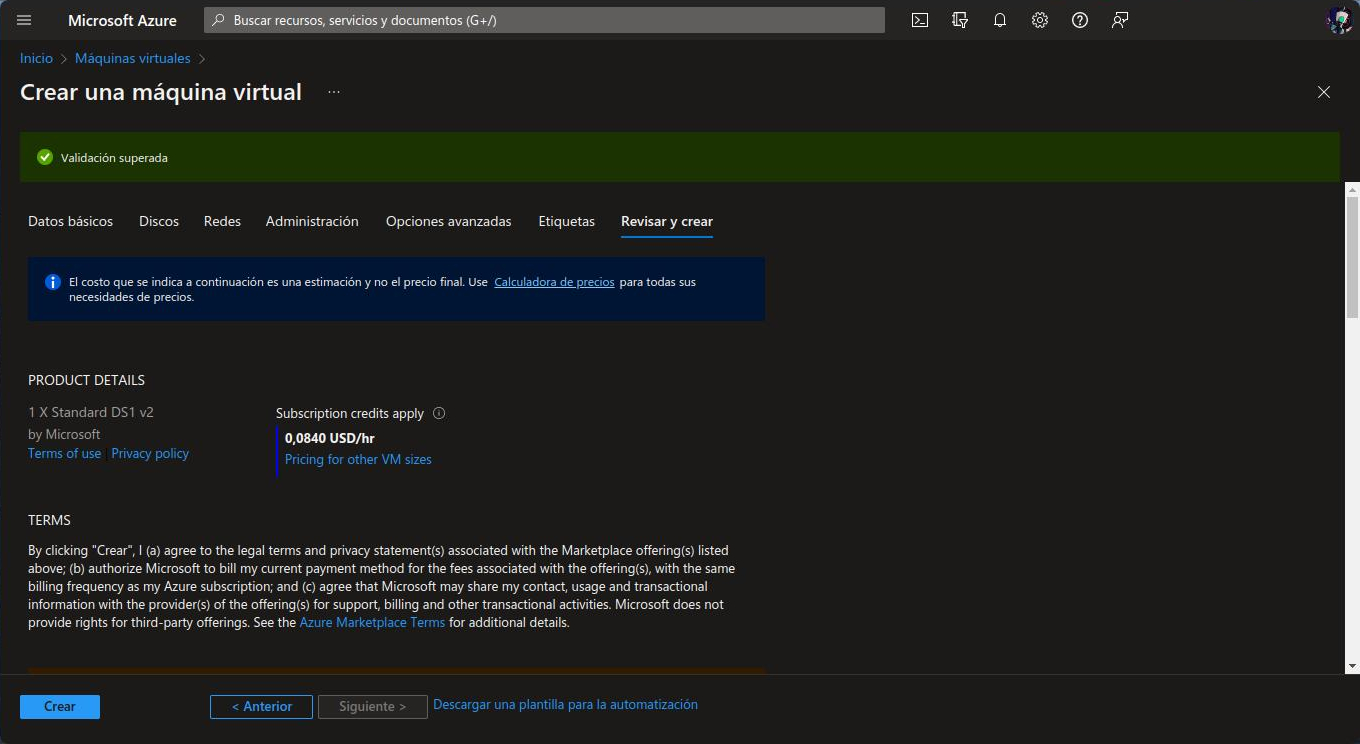 Microsoft Azure
Buscar recursos, servicios y documentos (G+/)
Inicio > Máquinas virtuales >
Crear una máquina virtual ...
Validación superada
Datos básicos Discos Redes Administración Opciones avanzadas Etiquetas Revisar y crear
El costo que se indica a continuación es una estimación y no el precio final. Use Calculadora de precios para todas sus
necesidades de precios.
PRODUCT DETAILS
1 X Standard DS1 v2
by Microsoft
Terms of use | Privacy policy
Subscription credits apply
0,0840 USD/hr
Pricing for other VM sizes
TERMS
By clicking "Crear", I (a) agree to the legal terms and privacy statement(s) associated with the Marketplace offering(s) listed
above; (b) authorize Microsoft to bill my current payment method for the fees associated with the offering(s), with the same
billing frequency as my Azure subscription; and (c) agree that Microsoft may share my contact, usage and transactional
information with the provider(s) of the offering(s) for support, billing and other transactional activities. Microsoft does not
provide rights for third-party offerings. See the Azure Marketplace Terms for additional details.
Crear
< Anterior
Siguiente >
Descargar una plantilla para la automatización